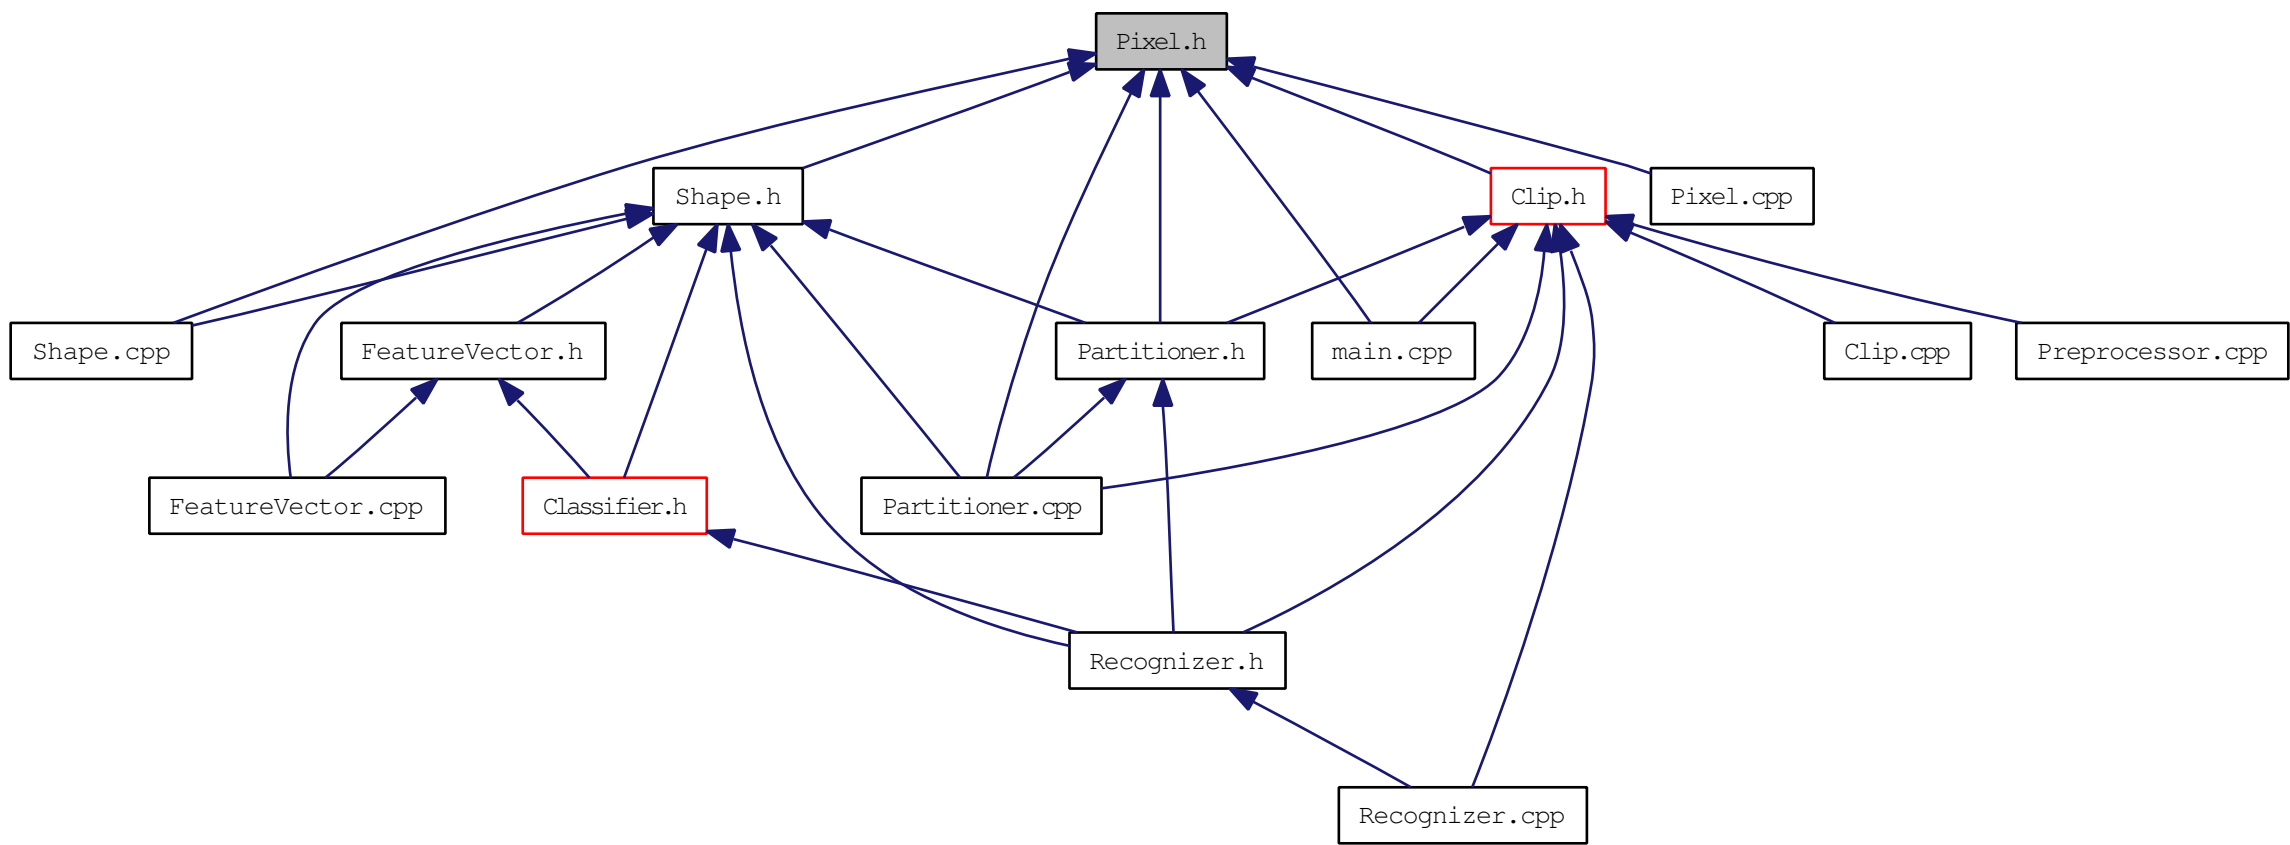 Pixel.h
Shape.h
Clip.h
Pixel.cpp
Shape.cpp
FeatureVector.h
Partitioner.h
main.cpp
Clip.cpp
Preprocessor.cpp
FeatureVector.cpp
Classifier.h
Partitioner.cpp
Recognizer.h
Recognizer.cpp